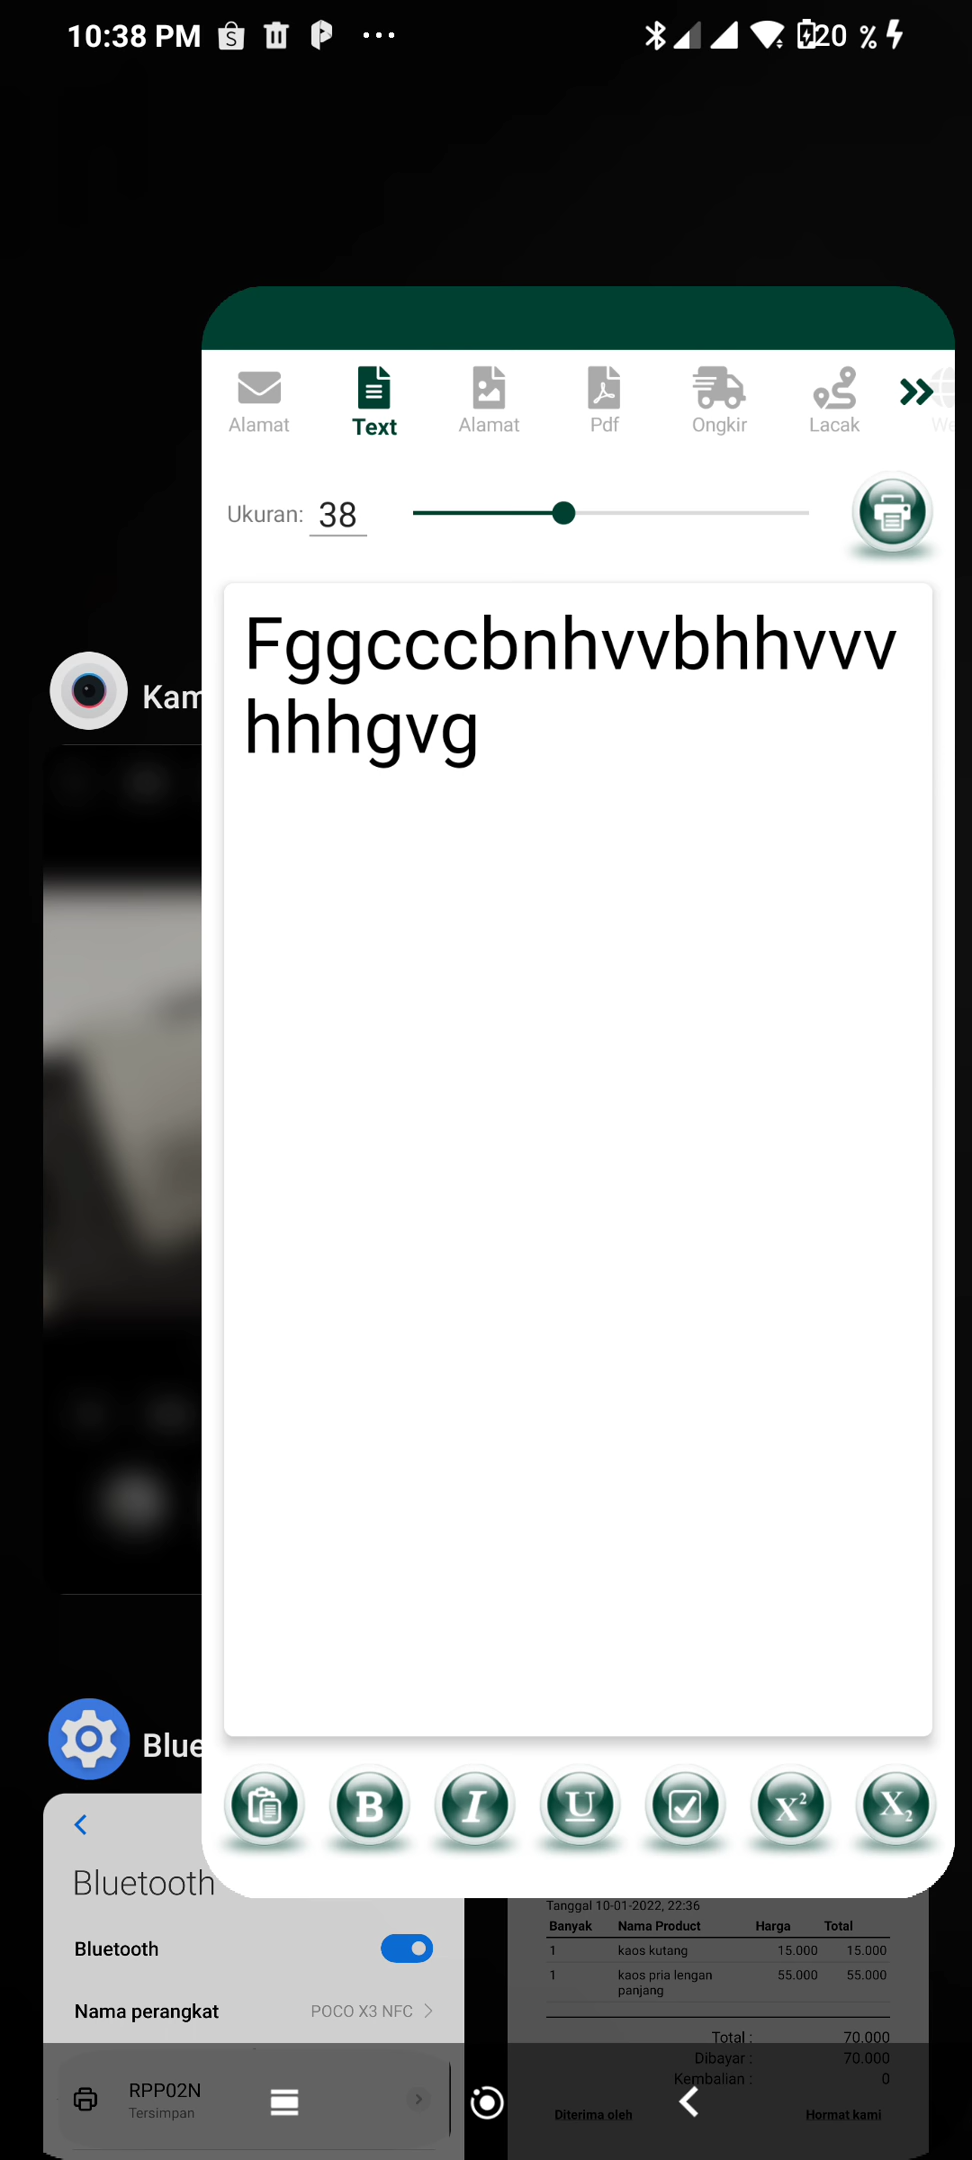 10:38 PM
20 %
Alamat
Text
Alamat
Pdf
Ongkir
Lacak
We
Ukuran: 38
Fggcccbnhvvbhhvvv
hhhgvg
Kam
Blue
B I U X² X₂
Bluetooth
Bluetooth
Nama perangkat POCO X3 NFC
RPP02N
Tersimpan
Tanggal 10-01-2022, 22:36
Banyak Nama Product Harga Total
1 kaos kutang 15.000 15.000
1 kaos pria lengan 55.000 55.000
panjang
Total : 70.000
Dibayar : 70.000
Kembalian : 0
Diterima oleh Hormat kami